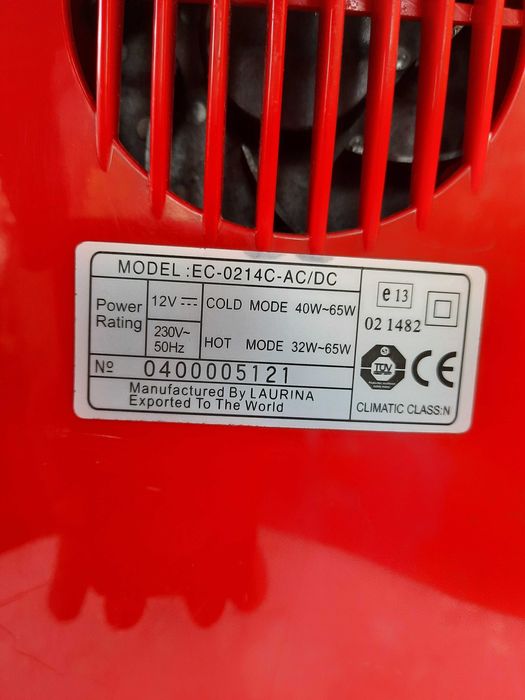 MODEL :EC-0214C-AC/DC
Power Rating
12V ⎓
230V~ 50Hz
COLD MODE 40W~65W
HOT MODE 32W~65W
Nº 0400005121
Manufactured By LAURINA
Exported To The World
e 13
02 1482
TÜV
CE
CLIMATIC CLASS:N